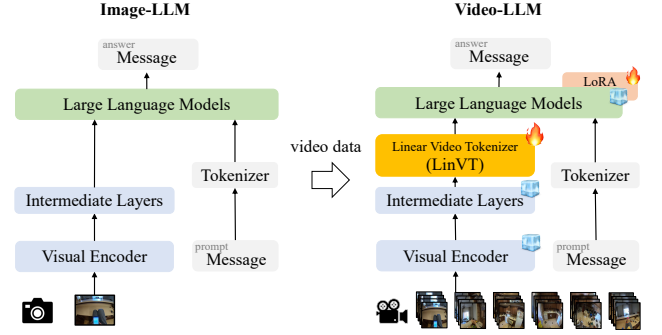 Image-LLM
answer
Message
Large Language Models
Tokenizer
Intermediate Layers
Visual Encoder
prompt
Message
video data
Video-LLM
answer
Message
LoRA
Large Language Models
Linear Video Tokenizer
(LinVT)
Tokenizer
Intermediate Layers
Visual Encoder
prompt
Message